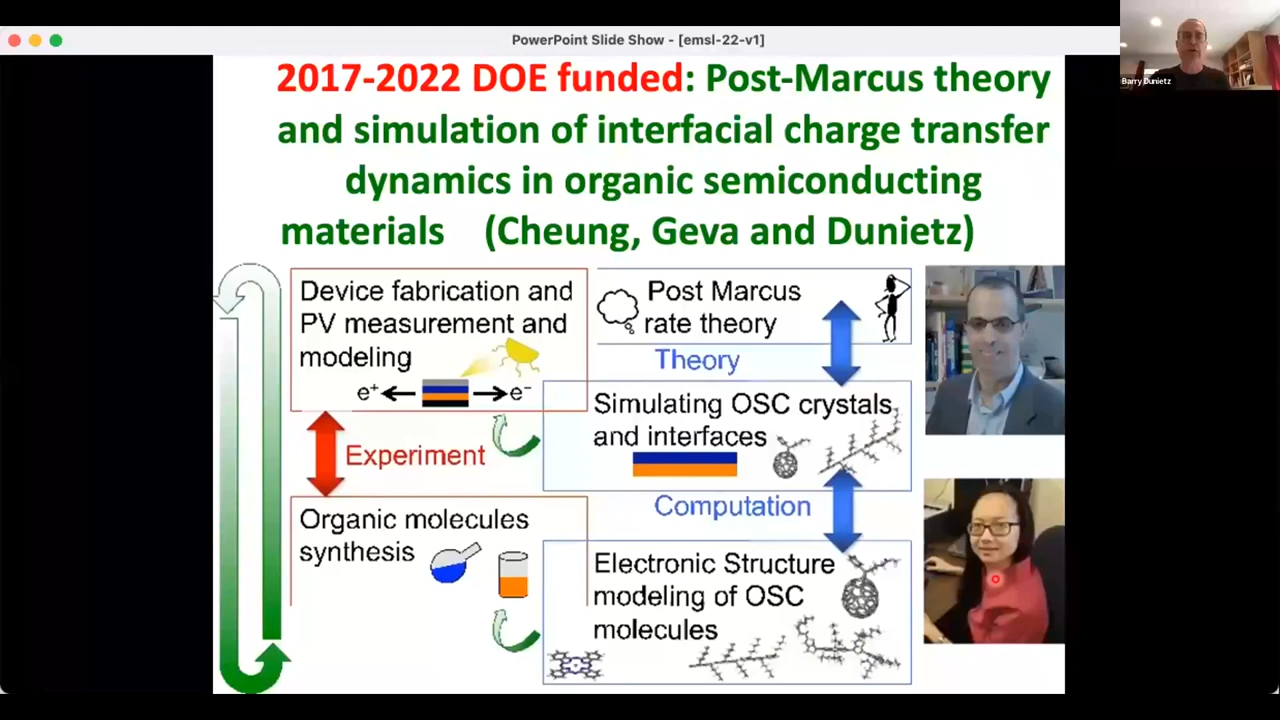 PowerPoint Slide Show - [emsl-22-v1]
Barry Dunietz
2017-2022 DOE funded: Post-Marcus theory
and simulation of interfacial charge transfer
dynamics in organic semiconducting
materials (Cheung, Geva and Dunietz)
Device fabrication and
PV measurement and
modeling
e+
e−
Experiment
Organic molecules
synthesis
Post Marcus
rate theory
Theory
Simulating OSC crystals
and interfaces
Computation
Electronic Structure
modeling of OSC
molecules